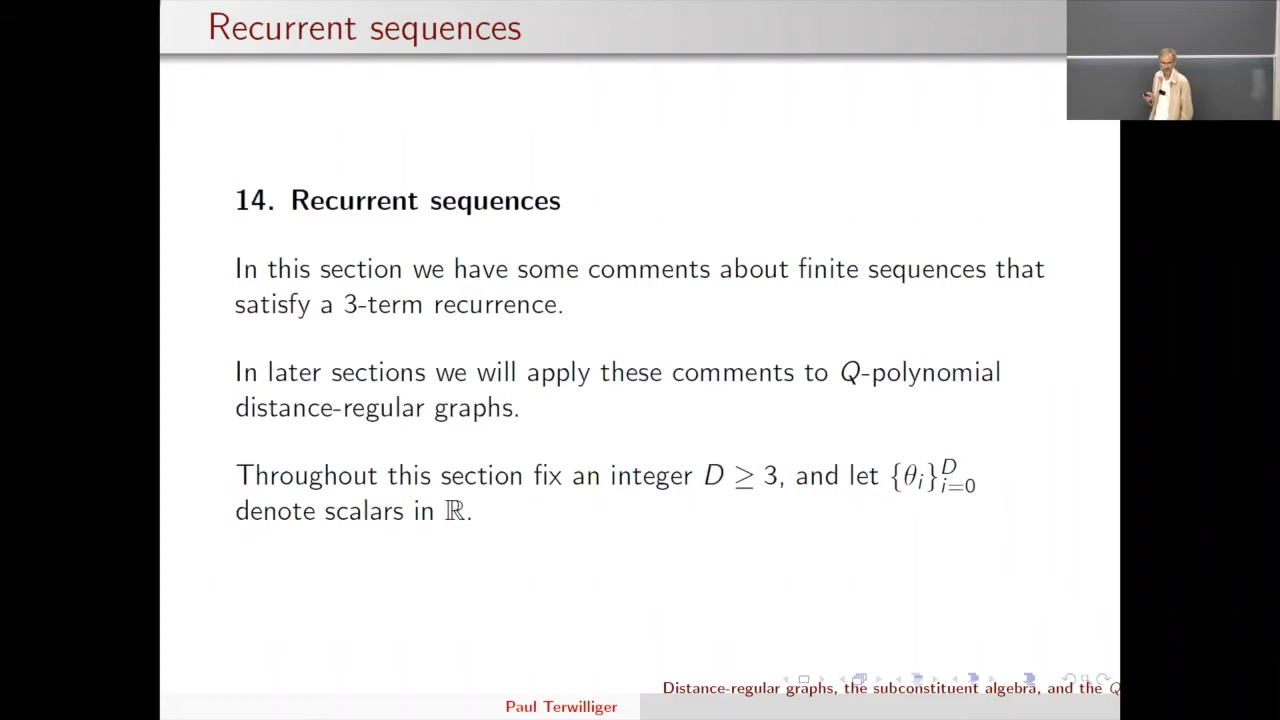 Recurrent sequences
14. Recurrent sequences
In this section we have some comments about finite sequences that
satisfy a 3-term recurrence.
In later sections we will apply these comments to Q-polynomial
distance-regular graphs.
Throughout this section fix an integer D ≥ 3, and let {θ_i}_{i=0}^D
denote scalars in ℝ.
Distance-regular graphs, the subconstituent algebra, and the Q
Paul Terwilliger